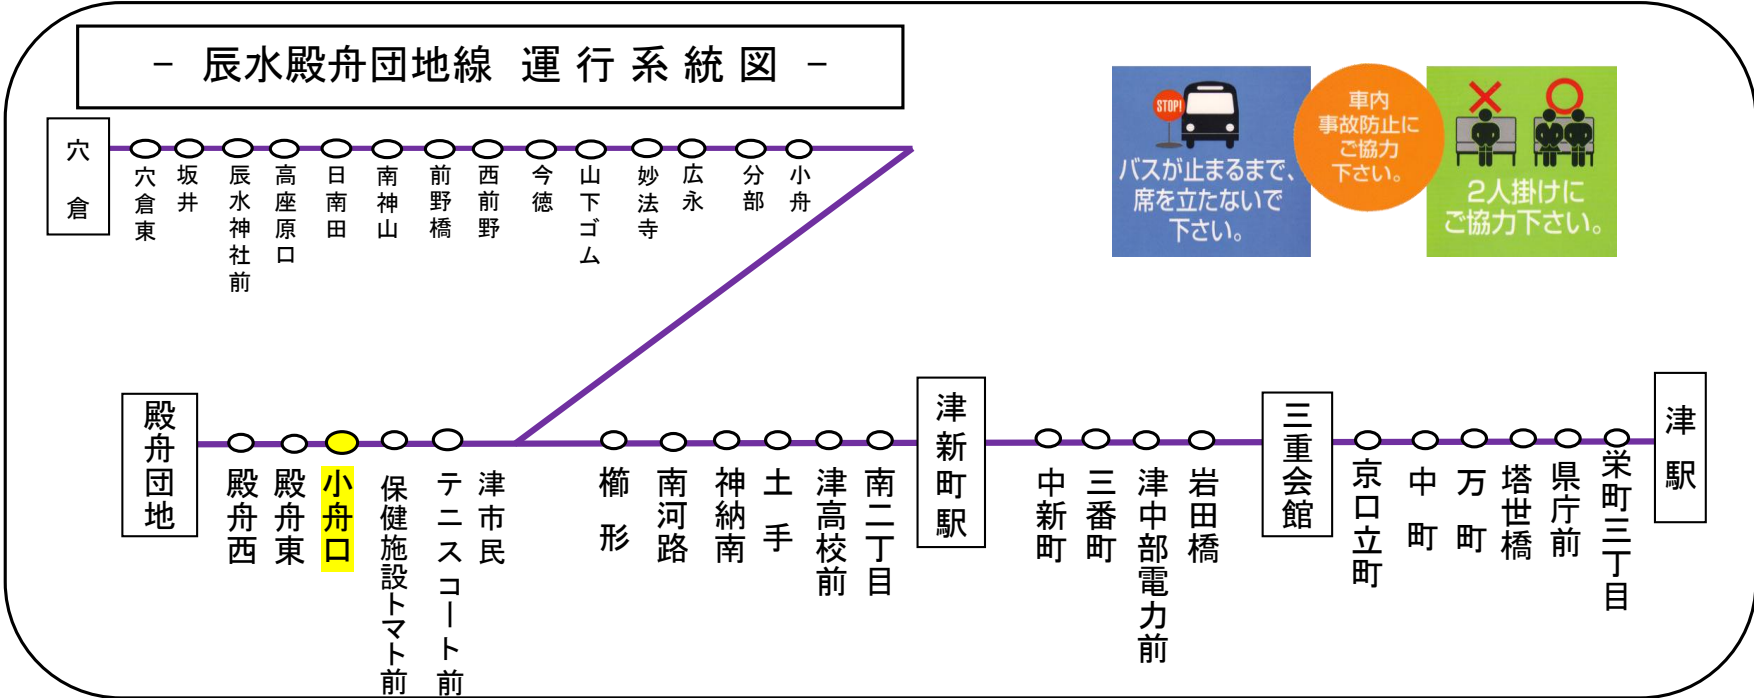 - 辰水殿舟団地線 運行系統図 -
STOP!
バスが止まるまで、
席を立たないで
下さい。
車内
事故防止に
ご協力
下さい。
2人掛けに
ご協力下さい。
穴倉
穴倉東
坂井
辰水神社前
高座原口
日南田
南神山
前野橋
西前野
今徳
山下ゴム
妙法寺
広永
分部
小舟
殿舟団地
殿舟西
殿舟東
小舟口
保健施設トマト前
津市民
テニスコート前
櫛形
南河路
神納南
土手
津高校前
南二丁目
津新町駅
中新町
三番町
津中部電力前
岩田橋
三重会館
京口立町
中町
万町
塔世橋
県庁前
栄町三丁目
津駅